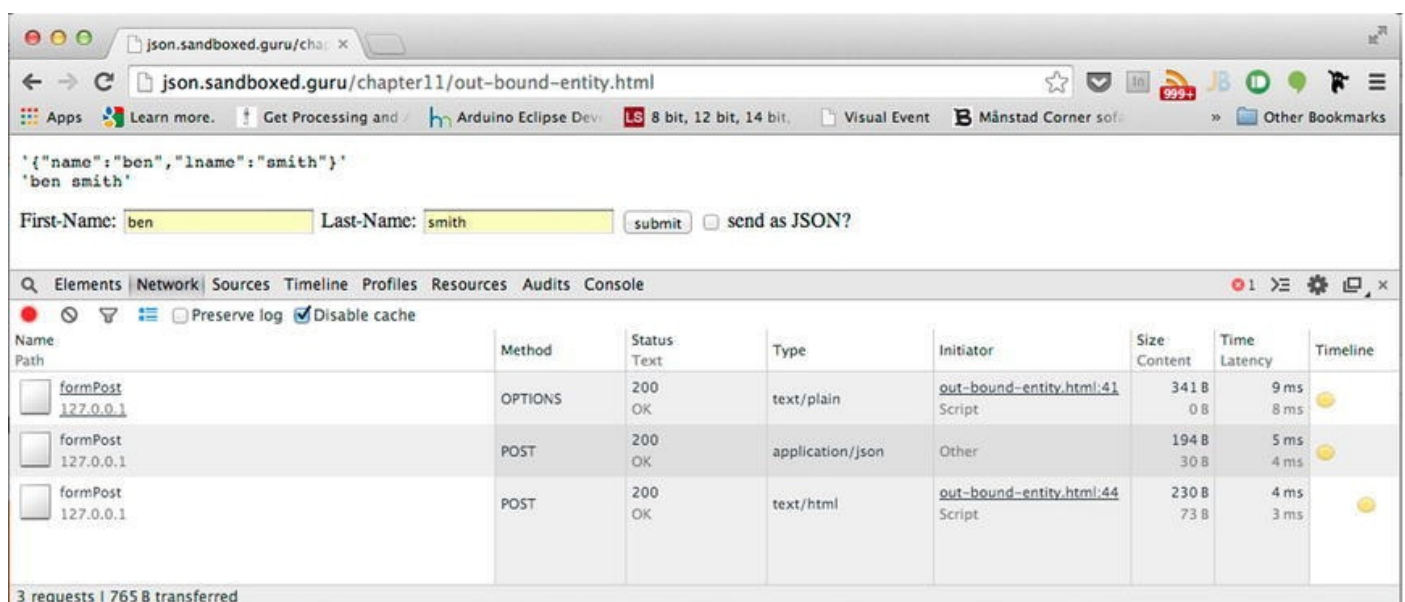 json.sandboxed.guru/cha
json.sandboxed.guru/chapter11/out-bound-entity.html
999+
JB
Apps Learn more. Get Processing and Arduino Eclipse Dev LS 8 bit, 12 bit, 14 bit, Visual Event B Månstad Corner sofa » Other Bookmarks
'{"name":"ben","lname":"smith"}'
'ben smith'
First-Name: ben Last-Name: smith submit send as JSON?
Elements Network Sources Timeline Profiles Resources Audits Console 1
Preserve log Disable cache
Name Method Status Type Initiator Size Time Timeline
Path Text Content Latency
formPost OPTIONS 200 text/plain out-bound-entity.html:41 341 B 9 ms
127.0.0.1 OK Script 0 B 8 ms
formPost POST 200 application/json Other 194 B 5 ms
127.0.0.1 OK 30 B 4 ms
formPost POST 200 text/html out-bound-entity.html:44 230 B 4 ms
127.0.0.1 OK Script 73 B 3 ms
3 requests | 765 B transferred